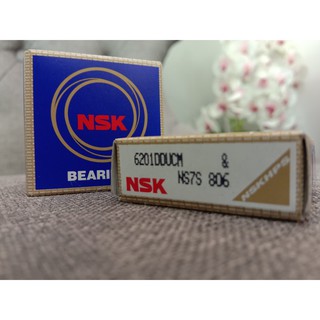 NSK
BEARI
6201DDUCM &
NSK NS7S 806
NSKHPS